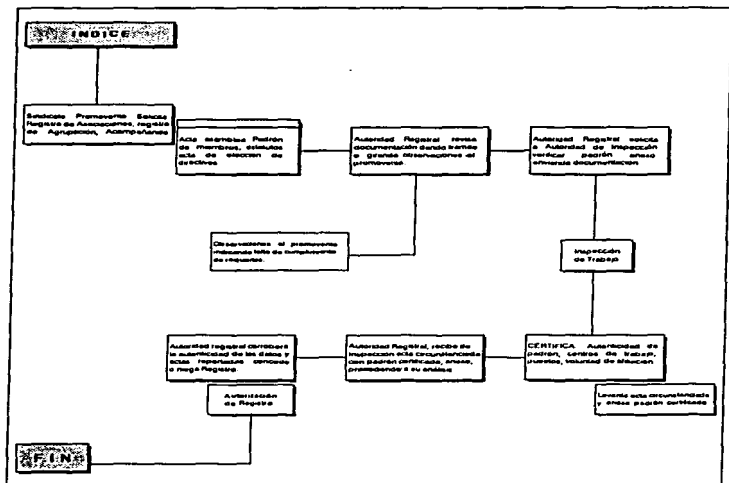 INDICE
Sindicato Promovente Solicita
Registro de Asociaciones, registro
de Agrupación, Acompañando
Acta asamblea Padrón
de miembros, estatutos
acta de elección de
directiva
Autoridad Registral revisa
documentación dando trámite
o girando observaciones al
promovente
Autoridad Registral solicita
a Autoridad de Inspección
verificar padrón anexo
enviando documentación
Observaciones al promovente
indicando falta de cumplimiento
de requisitos
Inspección
de Trabajo
Autoridad registral corrobora
la autenticidad de los datos y
actas reportadas concede
o niega Registro
Autoridad Registral, recibe de
Inspección acta circunstanciada
con padrón certificado, anexo,
procediendo a su análisis
CERTIFICA Autenticidad de
padrón, centros de trabajo,
puestos, voluntad de afiliación
Autorización
de Registro
Levanta acta circunstanciada
y anexa padrón certificado
FIN